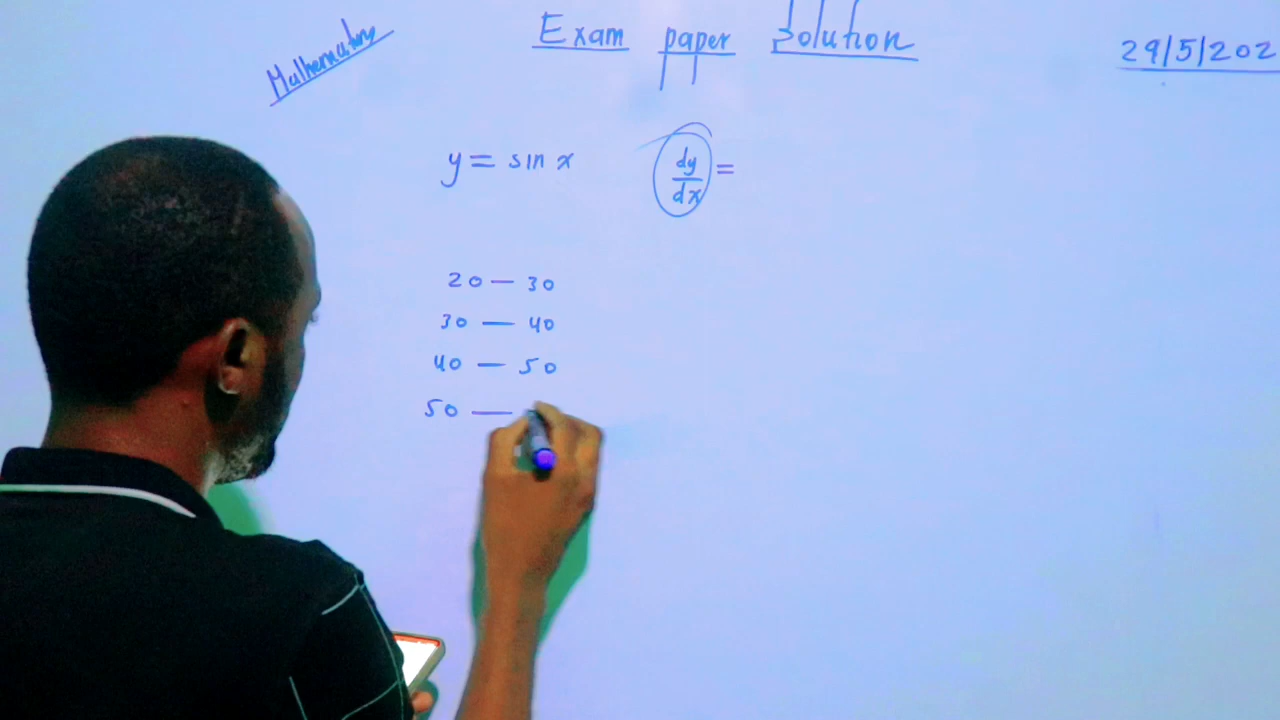 Mathematics
Exam paper Solution
29/5/202
y = sin x
dy/dx =
20 — 30
30 — 40
40 — 50
50 —